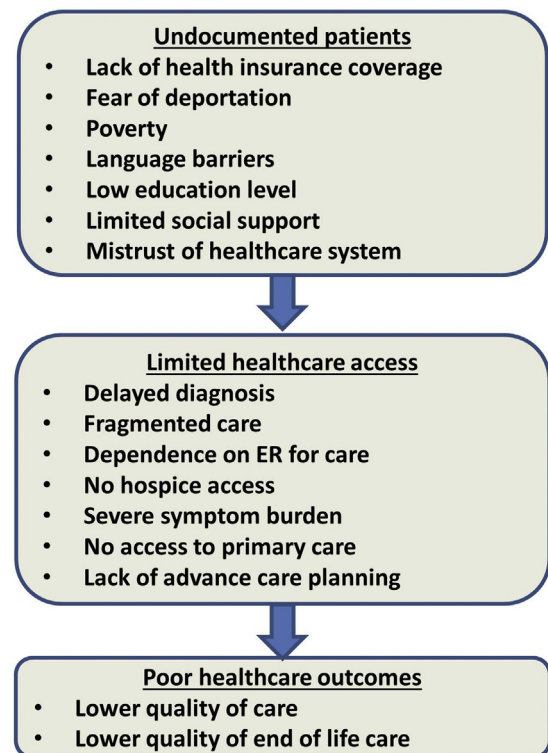 Undocumented patients
• Lack of health insurance coverage
• Fear of deportation
• Poverty
• Language barriers
• Low education level
• Limited social support
• Mistrust of healthcare system
Limited healthcare access
• Delayed diagnosis
• Fragmented care
• Dependence on ER for care
• No hospice access
• Severe symptom burden
• No access to primary care
• Lack of advance care planning
Poor healthcare outcomes
• Lower quality of care
• Lower quality of end of life care